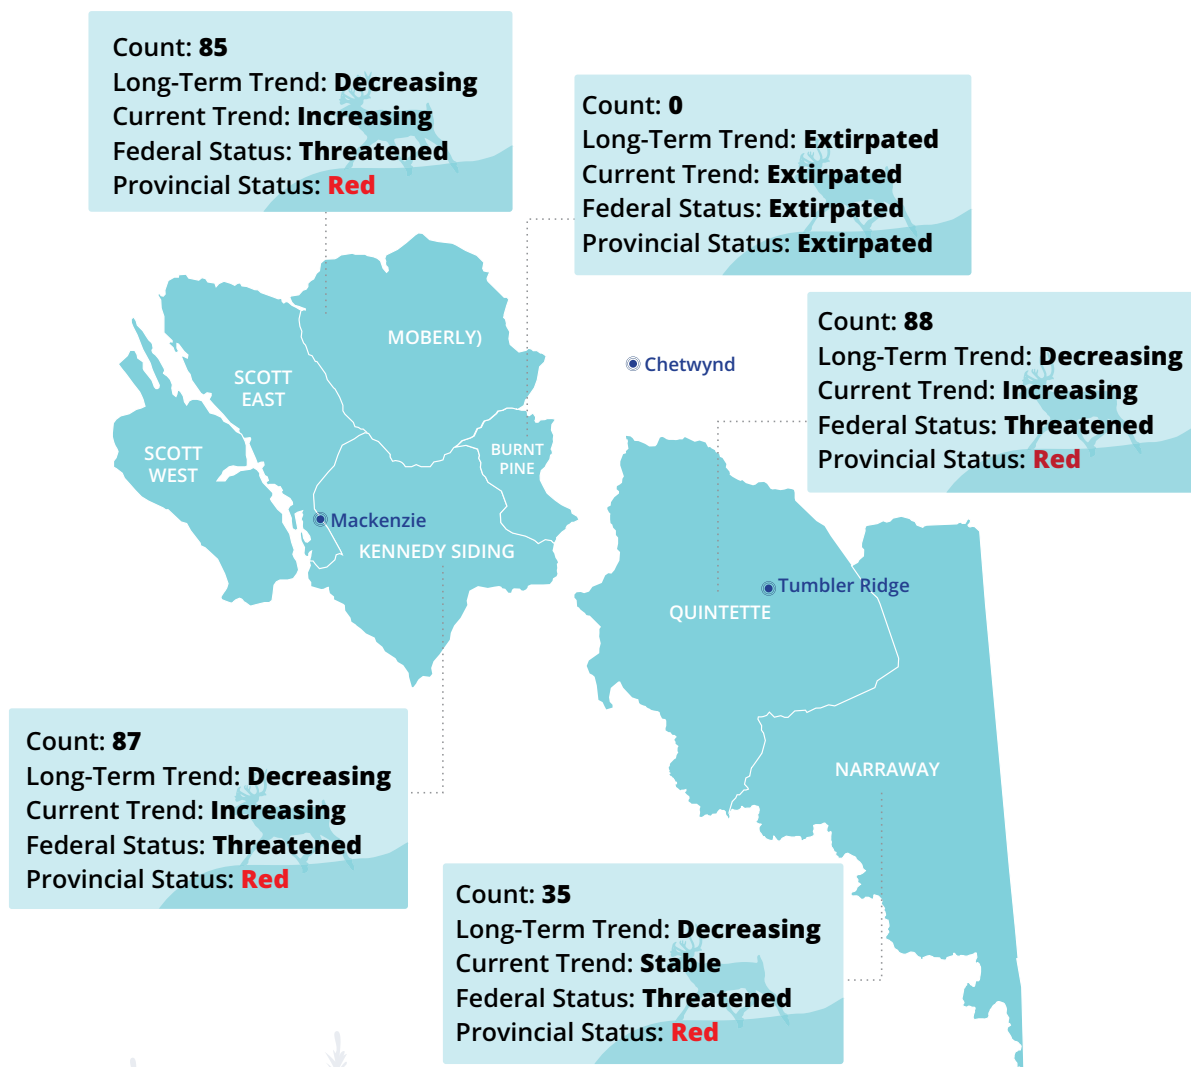 Count: 85
Long-Term Trend: Decreasing
Current Trend: Increasing
Federal Status: Threatened
Provincial Status: Red
Count: 0
Long-Term Trend: Extirpated
Current Trend: Extirpated
Federal Status: Extirpated
Provincial Status: Extirpated
Count: 88
Long-Term Trend: Decreasing
Current Trend: Increasing
Federal Status: Threatened
Provincial Status: Red
MOBERLY)
Chetwynd
SCOTT
EAST
SCOTT
WEST
BURNT
PINE
Mackenzie
KENNEDY SIDING
Tumbler Ridge
QUINTETTE
NARRAWAY
Count: 87
Long-Term Trend: Decreasing
Current Trend: Increasing
Federal Status: Threatened
Provincial Status: Red
Count: 35
Long-Term Trend: Decreasing
Current Trend: Stable
Federal Status: Threatened
Provincial Status: Red